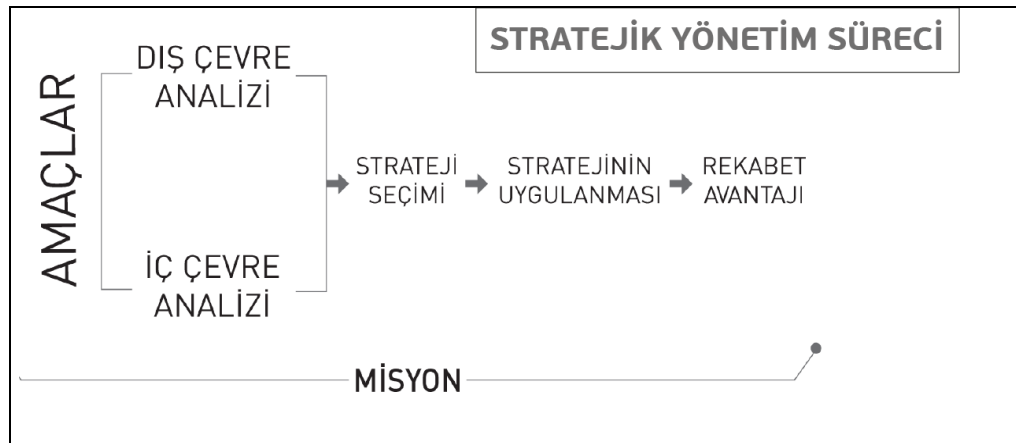 STRATEJİK YÖNETİM SÜRECİ
AMAÇLAR
DIŞ ÇEVRE
ANALİZİ
İÇ ÇEVRE
ANALİZİ
STRATEJİ
SEÇİMİ
STRATEJİNİN
UYGULANMASI
REKABET
AVANTAJI
MİSYON